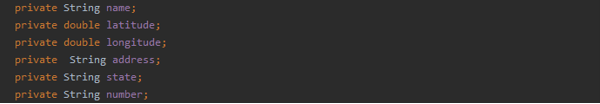 private String name;
private double latitude;
private double longitude;
private  String address;
private String state;
private String number;